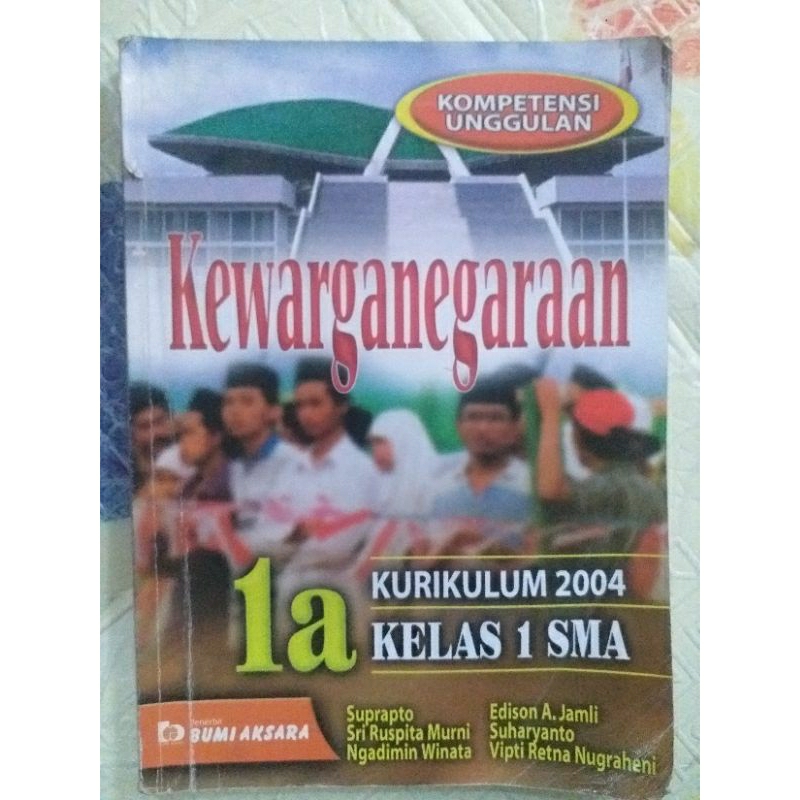 KOMPETENSI
UNGGULAN
Kewarganegaraan
1a
KURIKULUM 2004
KELAS 1 SMA
Penerbit
BUMI AKSARA
Suprapto
Sri Ruspita Murni
Ngadimin Winata
Edison A. Jamli
Suharyanto
Vipti Retna Nugraheni